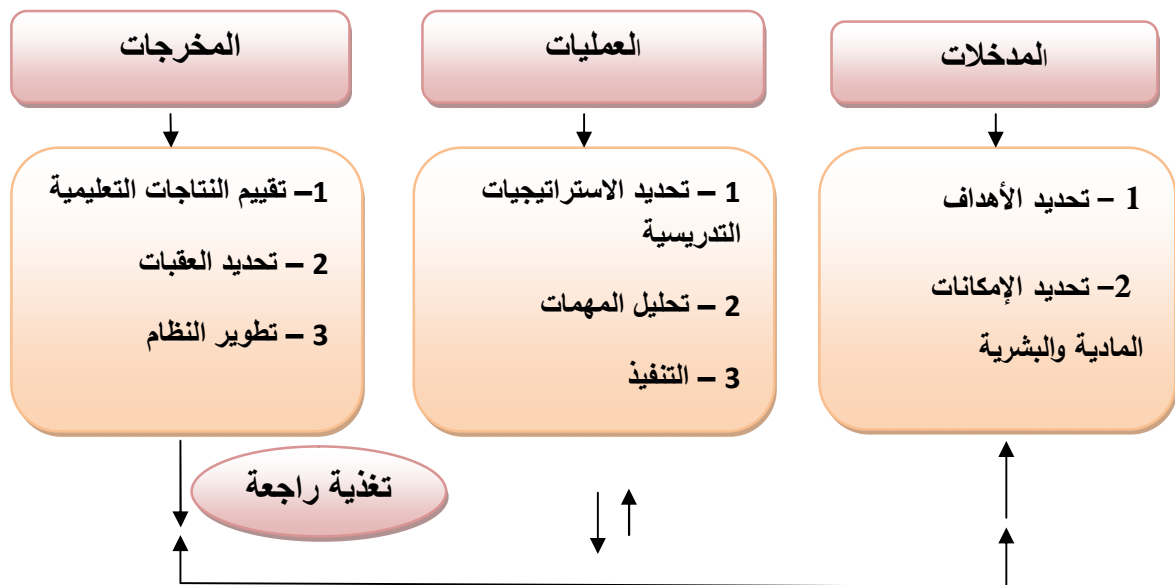 المدخلات
العمليات
المخرجات
1 – تحديد الأهداف
2– تحديد الإمكانات
المادية والبشرية
1 – تحديد الاستراتيجيات
التدريسية
2 – تحليل المهمات
3 – التنفيذ
1– تقييم النتاجات التعليمية
2 – تحديد العقبات
3 – تطوير النظام
تغذية راجعة